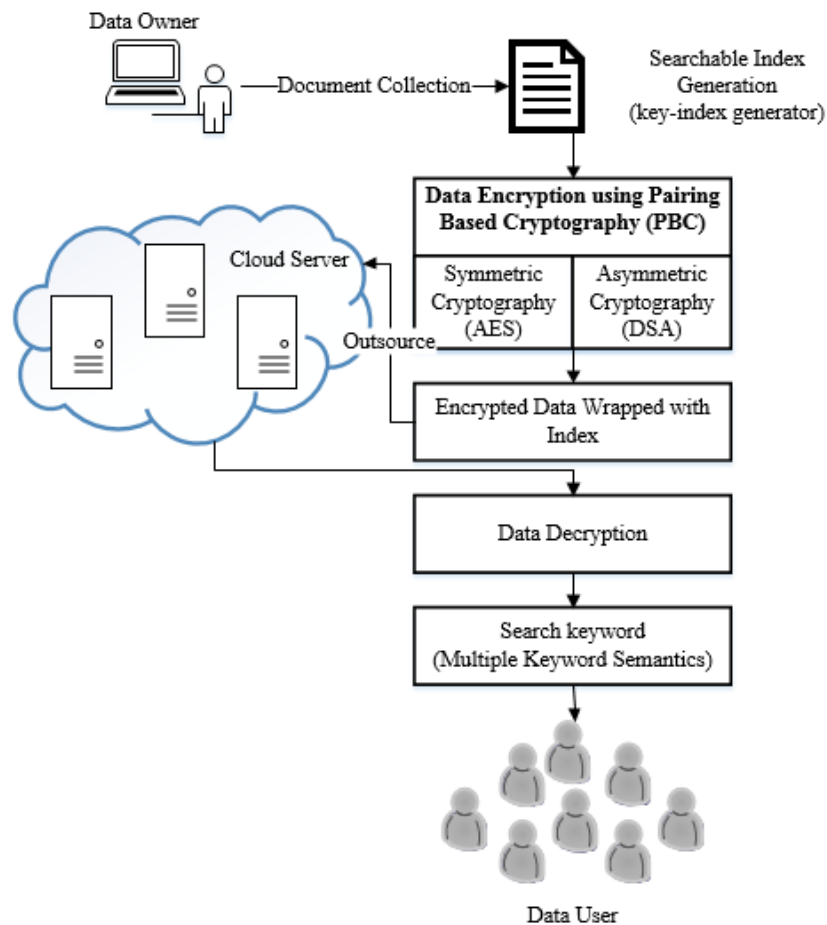 Data Owner
Document Collection
Searchable Index
Generation
(key-index generator)
Data Encryption using Pairing
Based Cryptography (PBC)
Symmetric
Cryptography
(AES)
Asymmetric
Cryptography
(DSA)
Cloud Server
Outsource
Encrypted Data Wrapped with
Index
Data Decryption
Search keyword
(Multiple Keyword Semantics)
Data User